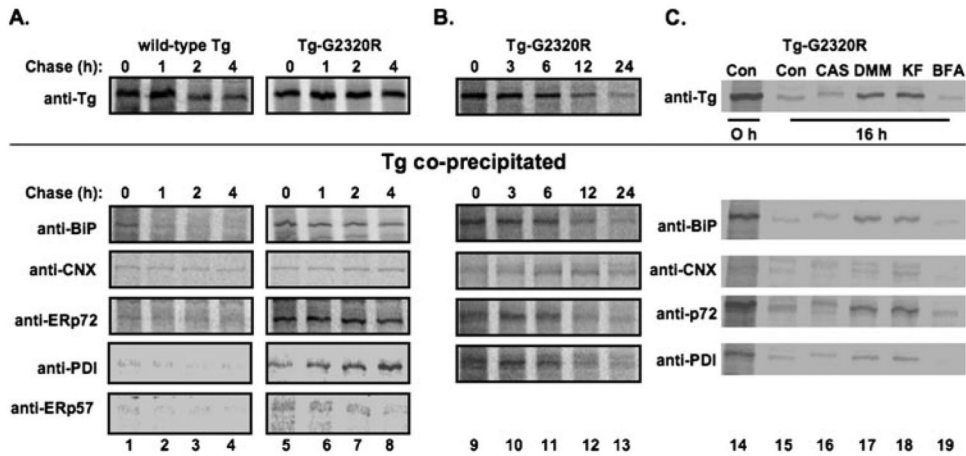 A. B. C.
wild-type Tg Tg-G2320R Tg-G2320R Tg-G2320R
Chase (h): 0 1 2 4 0 1 2 4 0 3 6 12 24 Con Con CAS DMM KF BFA
anti-Tg anti-Tg
O h 16 h
Tg co-precipitated
Chase (h): 0 1 2 4 0 1 2 4 0 3 6 12 24
anti-BiP anti-BiP
anti-CNX anti-CNX
anti-ERp72 anti-p72
anti-PDI anti-PDI
anti-ERp57
1 2 3 4 5 6 7 8 9 10 11 12 13 14 15 16 17 18 19